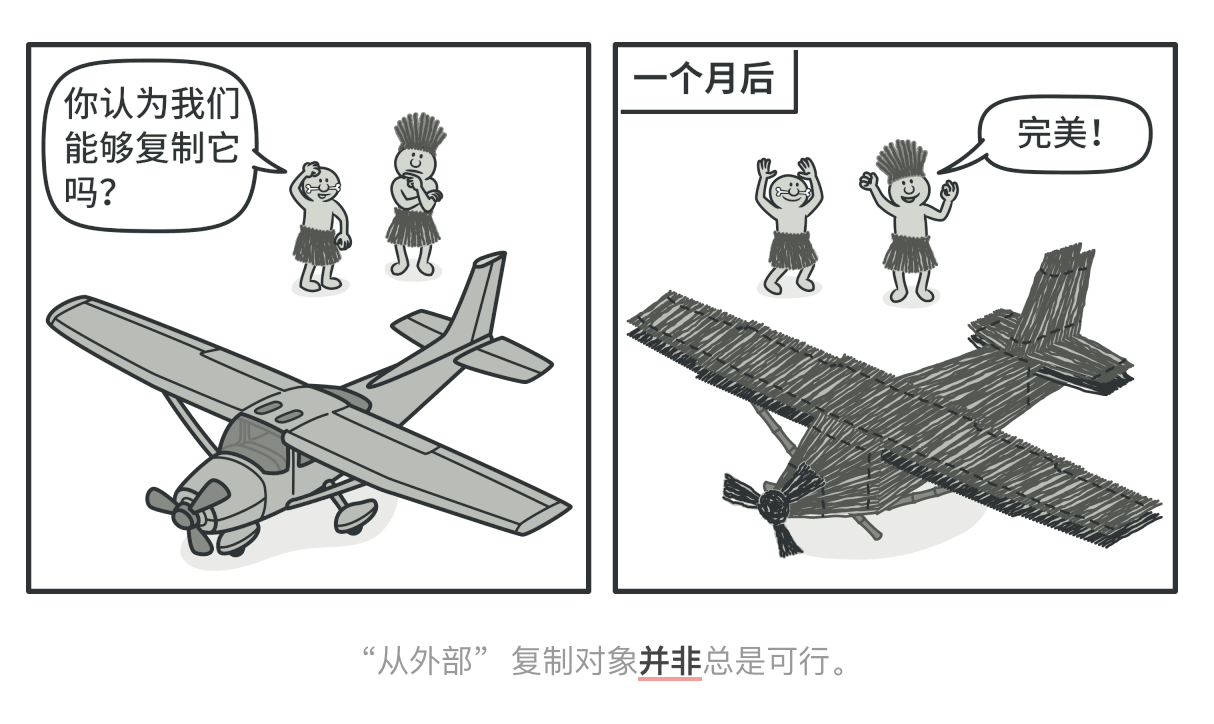 你认为我们
能够复制它
吗？
一个月后
完美！
“从外部” 复制对象并非总是可行。